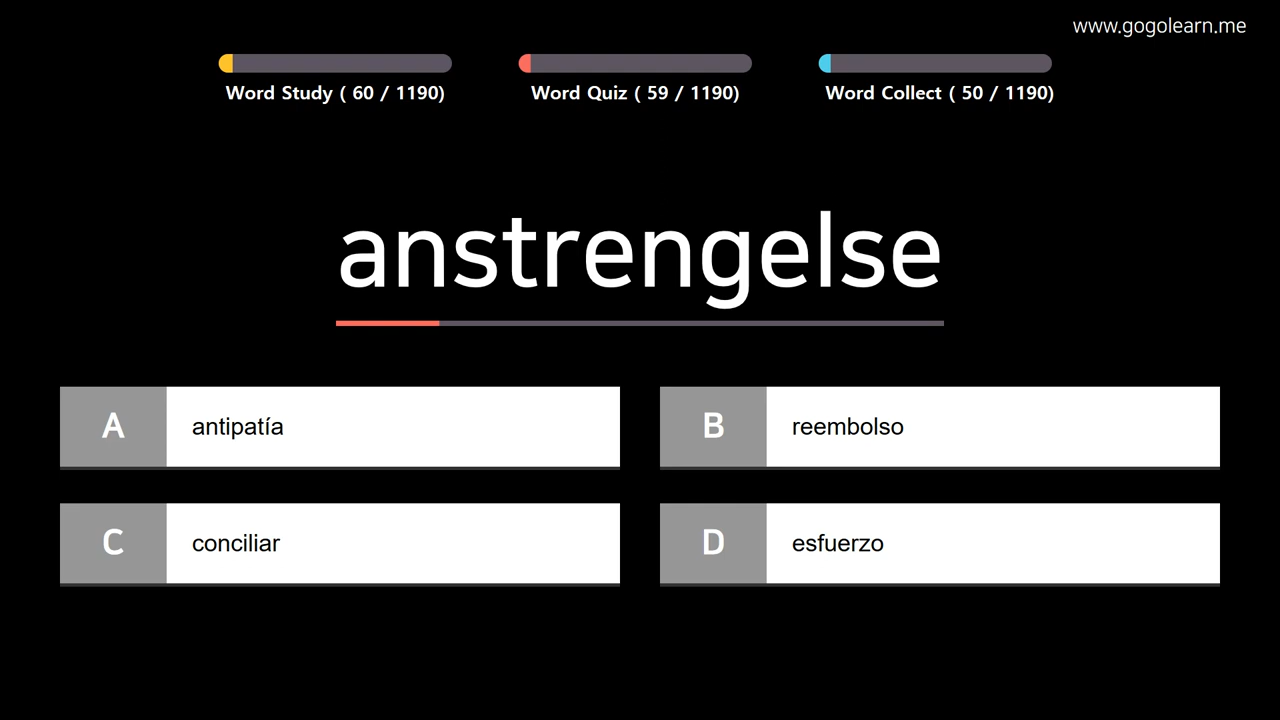 www.gogolearn.me
Word Study ( 60 / 1190)
Word Quiz ( 59 / 1190)
Word Collect ( 50 / 1190)
anstrengelse
A antipatía
B reembolso
C conciliar
D esfuerzo